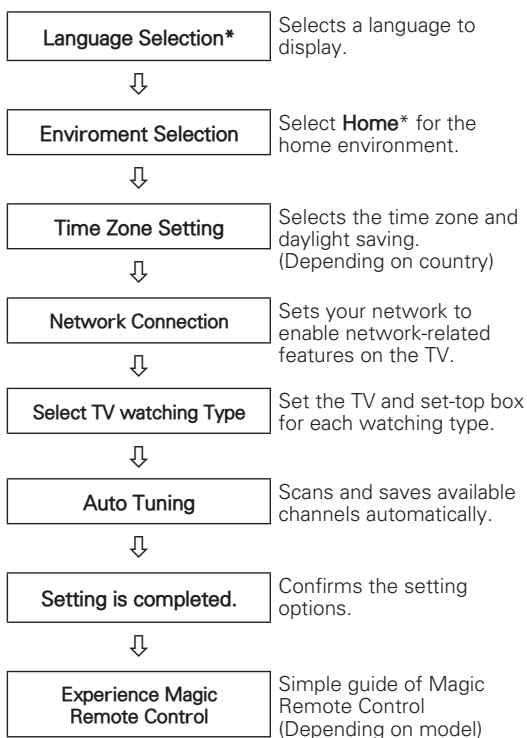 Language Selection*
Selects a language to
display.
⇩
Enviroment Selection
Select Home* for the
home environment.
⇩
Time Zone Setting
Selects the time zone and
daylight saving.
(Depending on country)
⇩
Network Connection
Sets your network to
enable network-related
features on the TV.
⇩
Select TV watching Type
Set the TV and set-top box
for each watching type.
⇩
Auto Tuning
Scans and saves available
channels automatically.
⇩
Setting is completed.
Confirms the setting
options.
⇩
Experience Magic
Remote Control
Simple guide of Magic
Remote Control
(Depending on model)